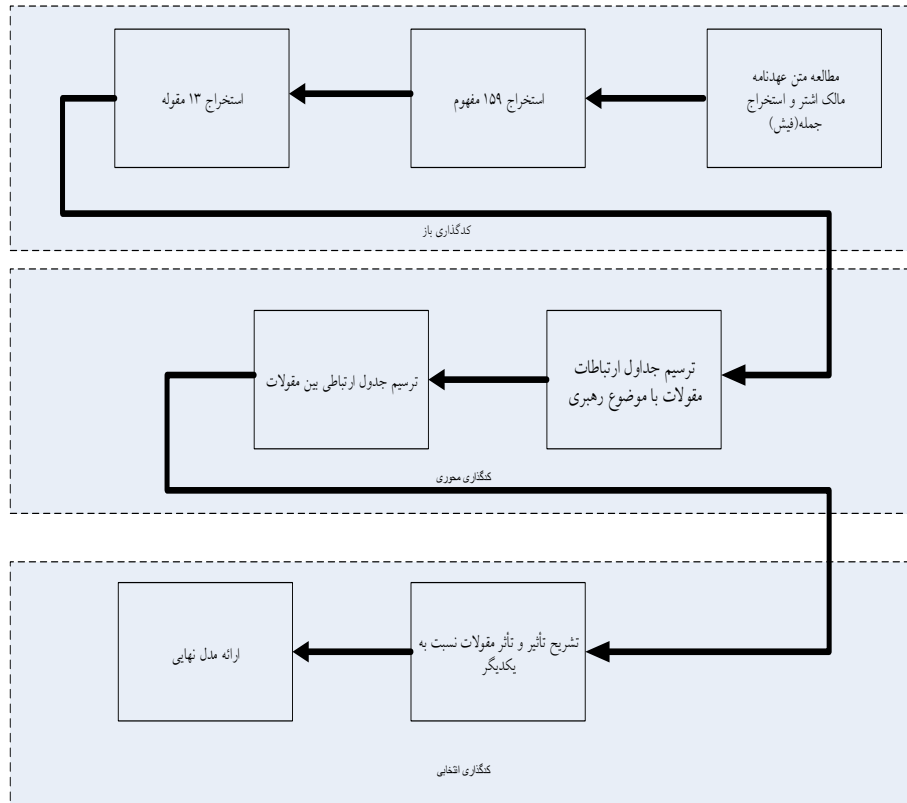 مطالعه متن عهدنامه
مالک اشتر و استخراج
جمله(فیش)
استخراج ۱۵۹ مفهوم
استخراج ۱۳ مقوله
کدگذاری باز
ترسیم جداول ارتباطات
مقولات با موضوع رهبری
ترسیم جدول ارتباطی بین مقولات
کدگذاری محوری
تشریح تأثیر و تأثر مقولات نسبت به
یکدیگر
ارائه مدل نهایی
کدگذاری انتخابی